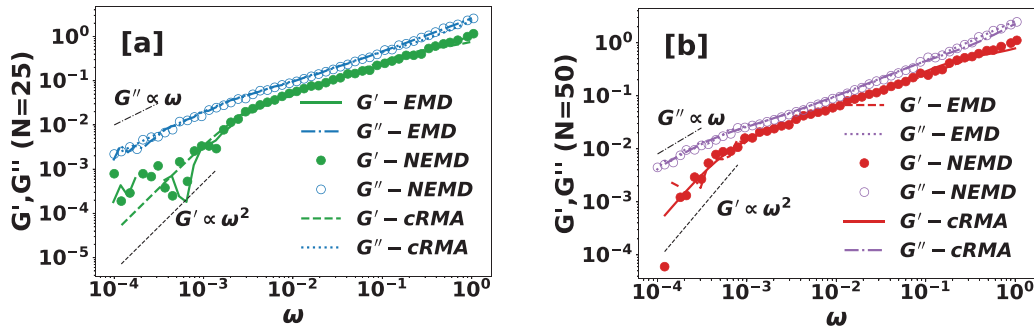 [a]
G',G'' (N=25)
10⁰
10⁻¹
10⁻²
10⁻³
10⁻⁴
10⁻⁵
G'' ∝ ω
G' ∝ ω²
G' − EMD
G'' − EMD
G' − NEMD
G'' − NEMD
G' − cRMA
G'' − cRMA
10⁻⁴ 10⁻³ 10⁻² 10⁻¹ 10⁰
ω
[b]
G',G'' (N=50)
10⁰
10⁻¹
10⁻²
10⁻³
10⁻⁴
G'' ∝ ω
G' ∝ ω²
G' − EMD
G'' − EMD
G' − NEMD
G'' − NEMD
G' − cRMA
G'' − cRMA
10⁻⁴ 10⁻³ 10⁻² 10⁻¹ 10⁰
ω